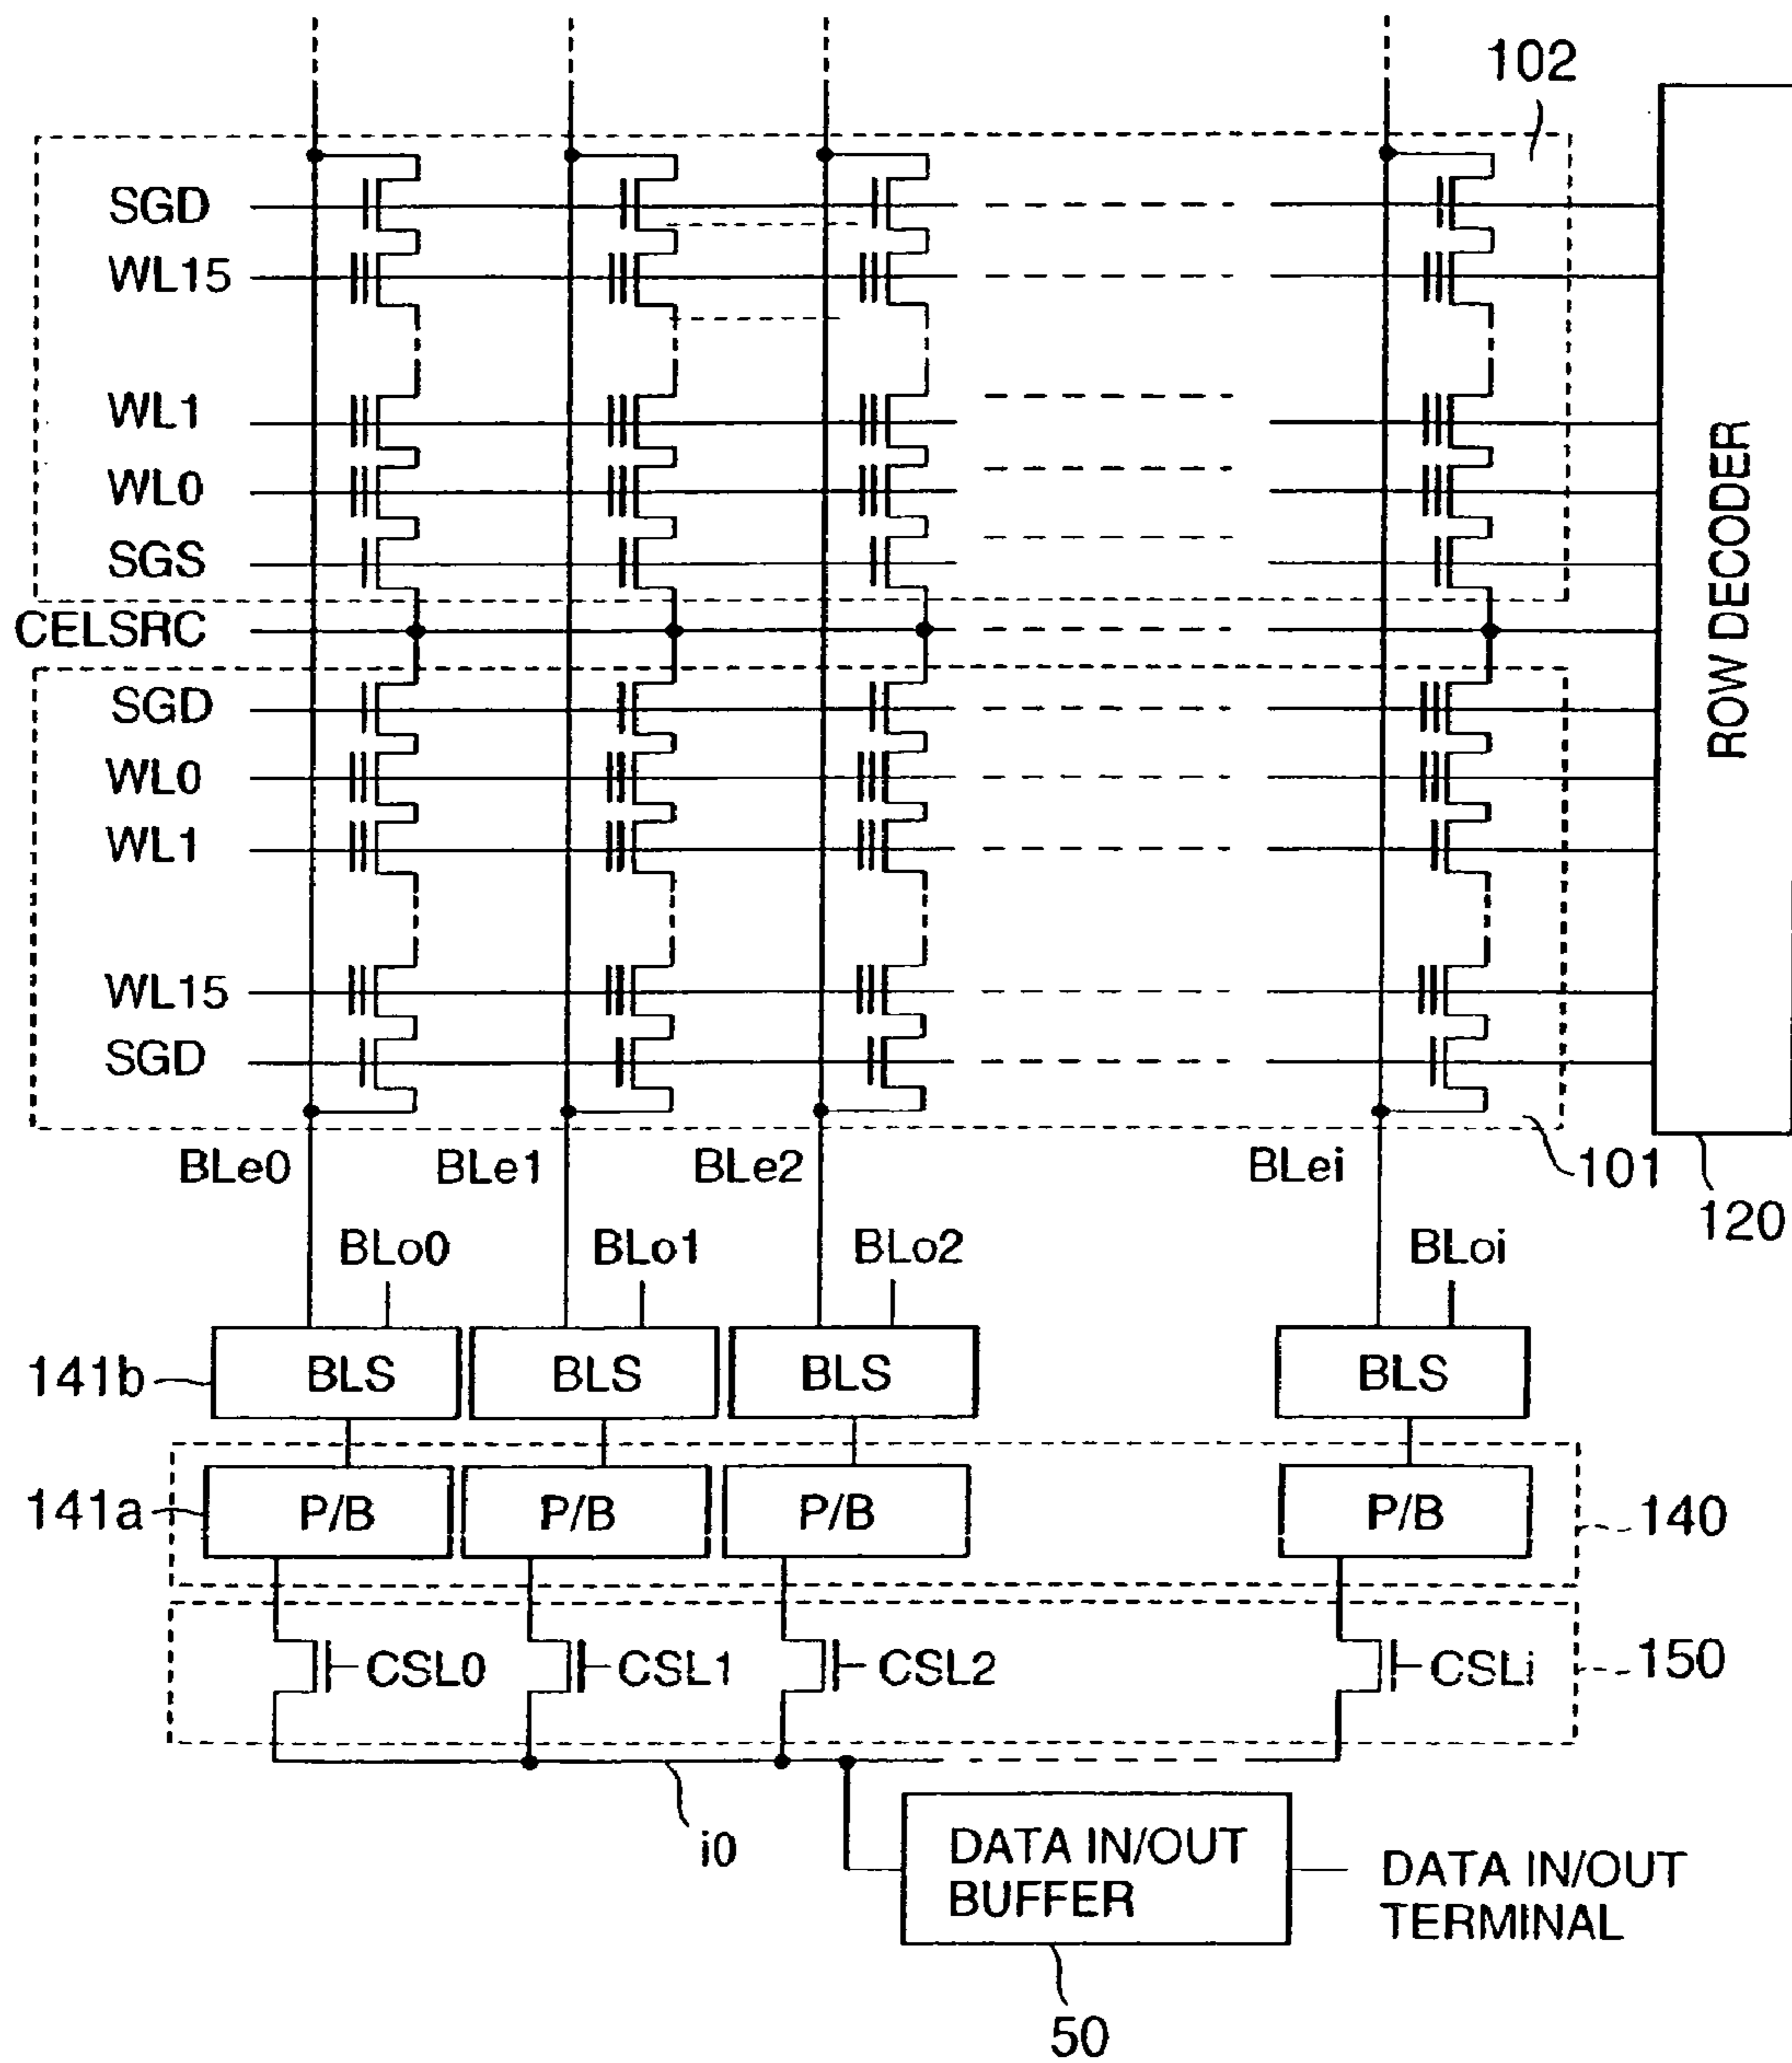 102
SGD
WL15
WL1
WL0
SGS
CELSRC
ROW DECODER
SGD
WL0
WL1
WL15
SGD
BLe0
BLe1
BLe2
BLei
101
120
BLo0
BLo1
BLo2
BLoi
141b
BLS
BLS
BLS
BLS
141a
P/B
P/B
P/B
P/B
140
CSL0
CSL1
CSL2
CSLi
150
i0
DATA IN/OUT
BUFFER
DATA IN/OUT
TERMINAL
50